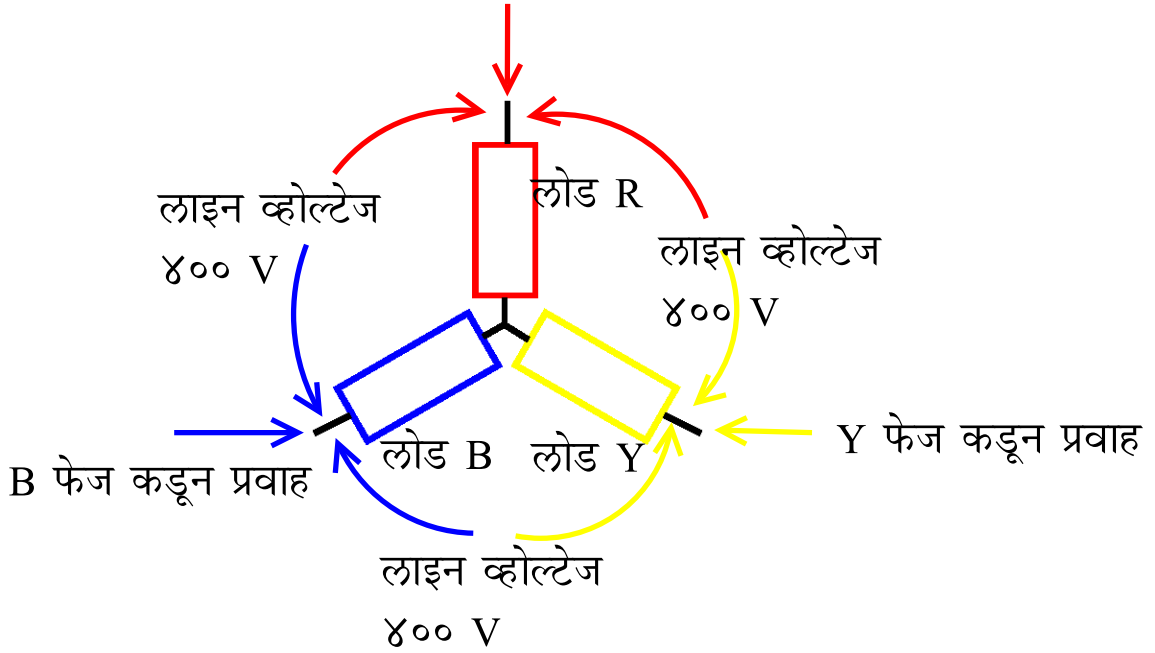 लोड R
लाइन व्होल्टेज
४०० V
लाइन व्होल्टेज
४०० V
लोड B
लोड Y
Y फेज कडून प्रवाह
B फेज कडून प्रवाह
लाइन व्होल्टेज
४०० V